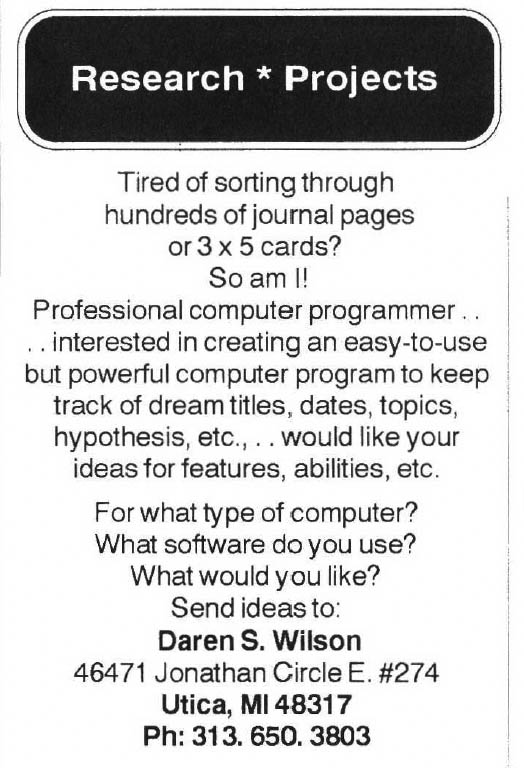 Research * Projects
Tired of sorting through
hundreds of journal pages
or 3 x 5 cards?
So am I!
Professional computer programmer . .
. . interested in creating an easy-to-use
but powerful computer program to keep
track of dream titles, dates, topics,
hypothesis, etc., . . would like your
ideas for features, abilities, etc.
For what type of computer?
What software do you use?
What would you like?
Send ideas to:
Daren S. Wilson
46471 Jonathan Circle E. #274
Utica, MI 48317
Ph: 313. 650. 3803